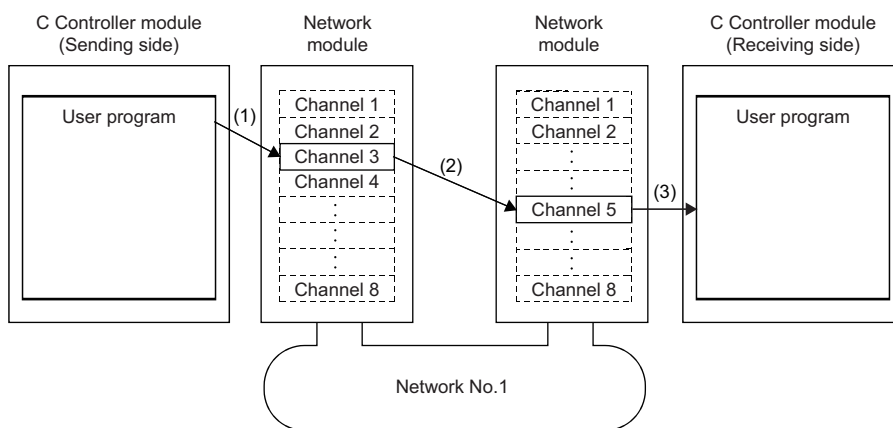 C Controller module
(Sending side)
Network
module
Network
module
C Controller module
(Receiving side)
User program
(1)
Channel 1
Channel 2
Channel 3
Channel 4
Channel 8
(2)
Channel 1
Channel 2
Channel 5
Channel 8
(3)
User program
Network No.1